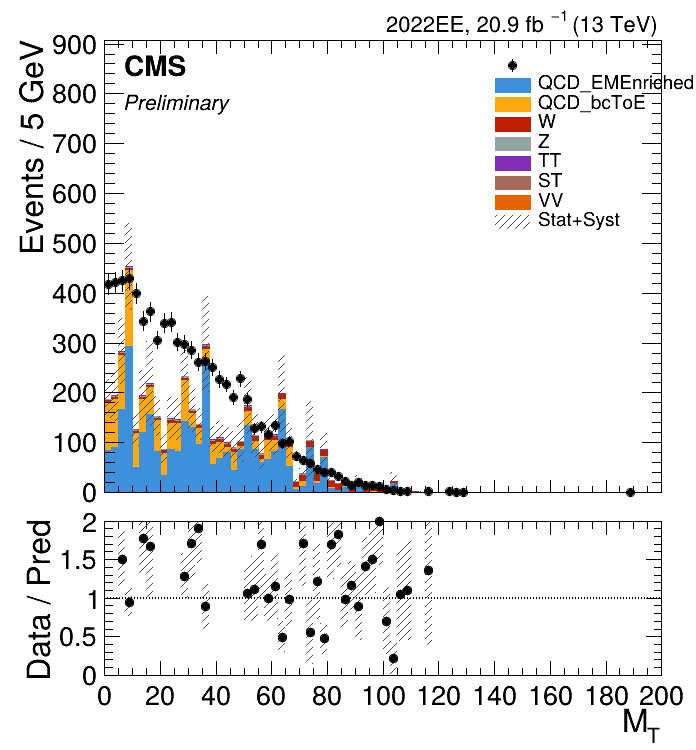 2022EE, 20.9 fb⁻¹ (13 TeV)
CMS
Preliminary
QCD_EMEnriched
QCD_bcToE
W
Z
TT
ST
VV
Stat+Syst
Events / 5 GeV
900
800
700
600
500
400
300
200
100
0
Data / Pred
2
1.5
1
0.5
0
0 20 40 60 80 100 120 140 160 180 200
M_T